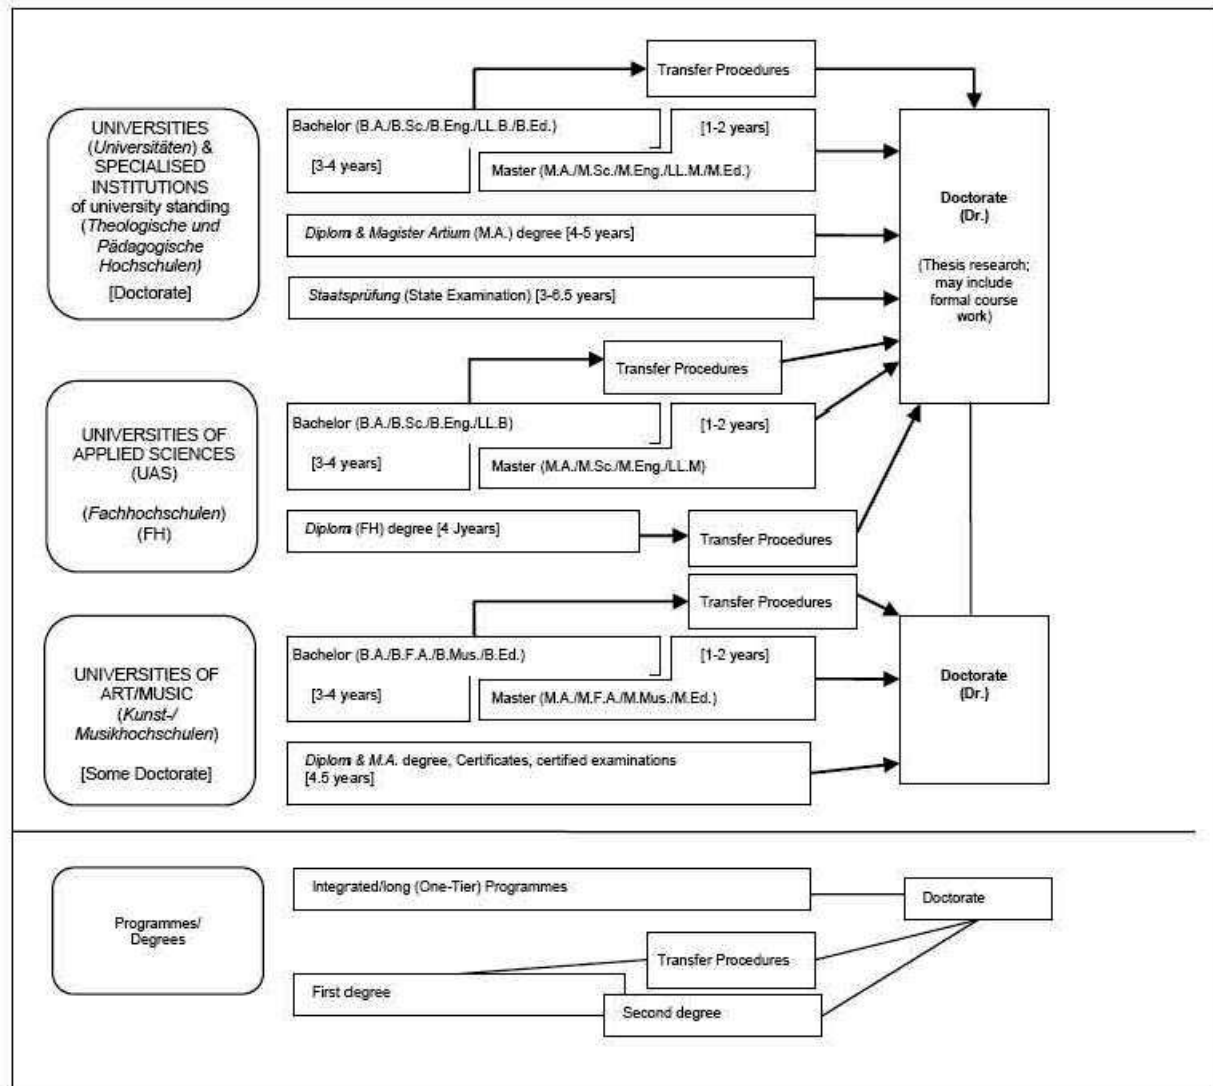 Transfer Procedures
UNIVERSITIES
(Universitäten) &
SPECIALISED
INSTITUTIONS
of university standing
(Theologische und
Pädagogische
Hochschulen)
[Doctorate]
Bachelor (B.A./B.Sc./B.Eng./LL.B./B.Ed.)
[1-2 years]
[3-4 years]
Master (M.A./M.Sc./M.Eng./LL.M./M.Ed.)
Diplom & Magister Artium (M.A.) degree [4-5 years]
Staatsprüfung (State Examination) [3-6.5 years]
Doctorate
(Dr.)
(Thesis research;
may include
formal course
work)
Transfer Procedures
UNIVERSITIES OF
APPLIED SCIENCES
(UAS)
(Fachhochschulen)
(FH)
Bachelor (B.A./B.Sc./B.Eng./LL.B)
[1-2 years]
[3-4 years]
Master (M.A./M.Sc./M.Eng./LL.M)
Diplom (FH) degree [4 Jyears]
Transfer Procedures
Transfer Procedures
UNIVERSITIES OF
ART/MUSIC
(Kunst-/
Musikhochschulen)
[Some Doctorate]
Bachelor (B.A./B.F.A./B.Mus./B.Ed.)
[1-2 years]
[3-4 years]
Master (M.A./M.F.A./M.Mus./M.Ed.)
Diplom & M.A. degree, Certificates, certified examinations
[4.5 years]
Doctorate
(Dr.)
Programmes/
Degrees
Integrated/long (One-Tier) Programmes
Doctorate
Transfer Procedures
First degree
Second degree